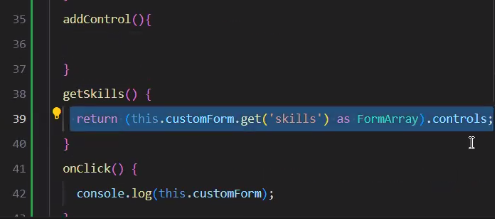 35 addControl(){
36
37 }
38 getSkills() {
39 return (this.customForm.get('skills') as FormArray).controls;
40 }
41 onClick() {
42 console.log(this.customForm);